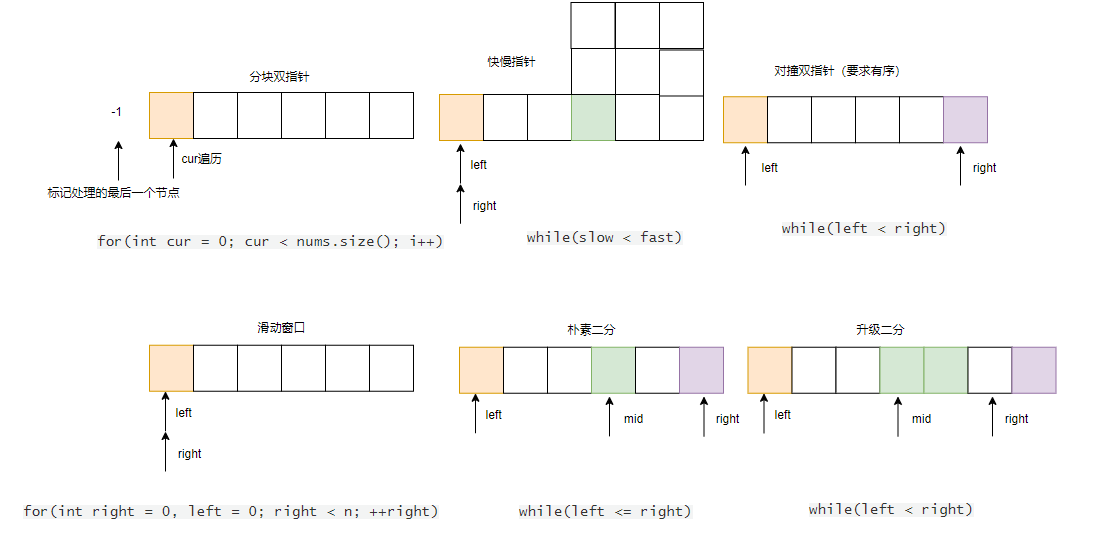 分块双指针
-1
cur遍历
标记处理的最后一个节点
for(int cur = 0; cur < nums.size(); i++)
快慢指针
left
right
while(slow < fast)
对撞双指针（要求有序）
left
right
while(left < right)
滑动窗口
left
right
for(int right = 0, left = 0; right < n; ++right)
朴素二分
left
mid
right
while(left <= right)
升级二分
left
mid
right
while(left < right)